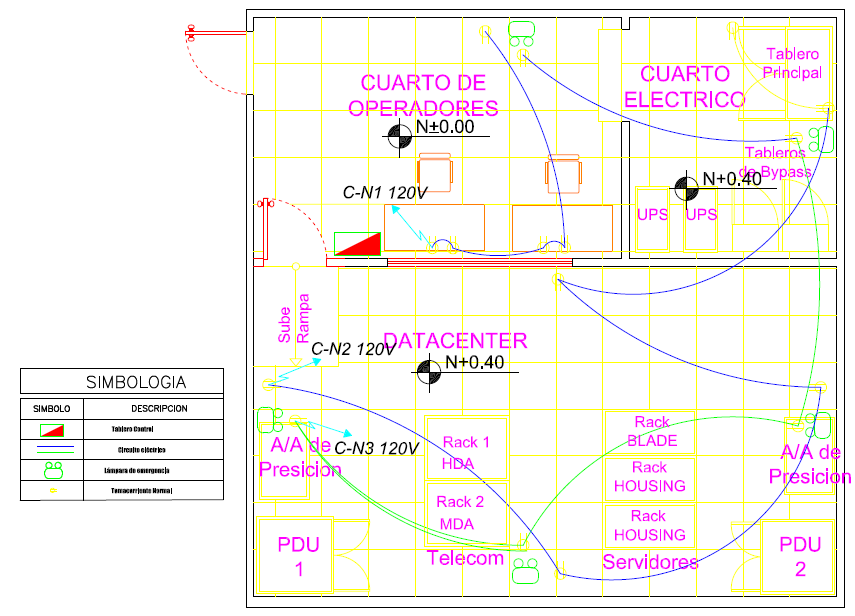 CUARTO DE
OPERADORES
N±0.00
CUARTO
ELECTRICO
Tablero
Principal
Tableros
de Bypass
N+0.40
UPS
UPS
C-N1 120V
Sube
Rampa
DATACENTER
N+0.40
C-N2 120V
C-N3 120V
A/A de
Presicion
Rack 1
HDA
Rack 2
MDA
Telecom
Rack
BLADE
Rack
HOUSING
Rack
HOUSING
Servidores
A/A de
Presicion
PDU
1
PDU
2
SIMBOLOGIA
SIMBOLO DESCRIPCION
Tablero Control
Circuito eléctrico
Lámpara de emergencia
Tomacorriente Normal